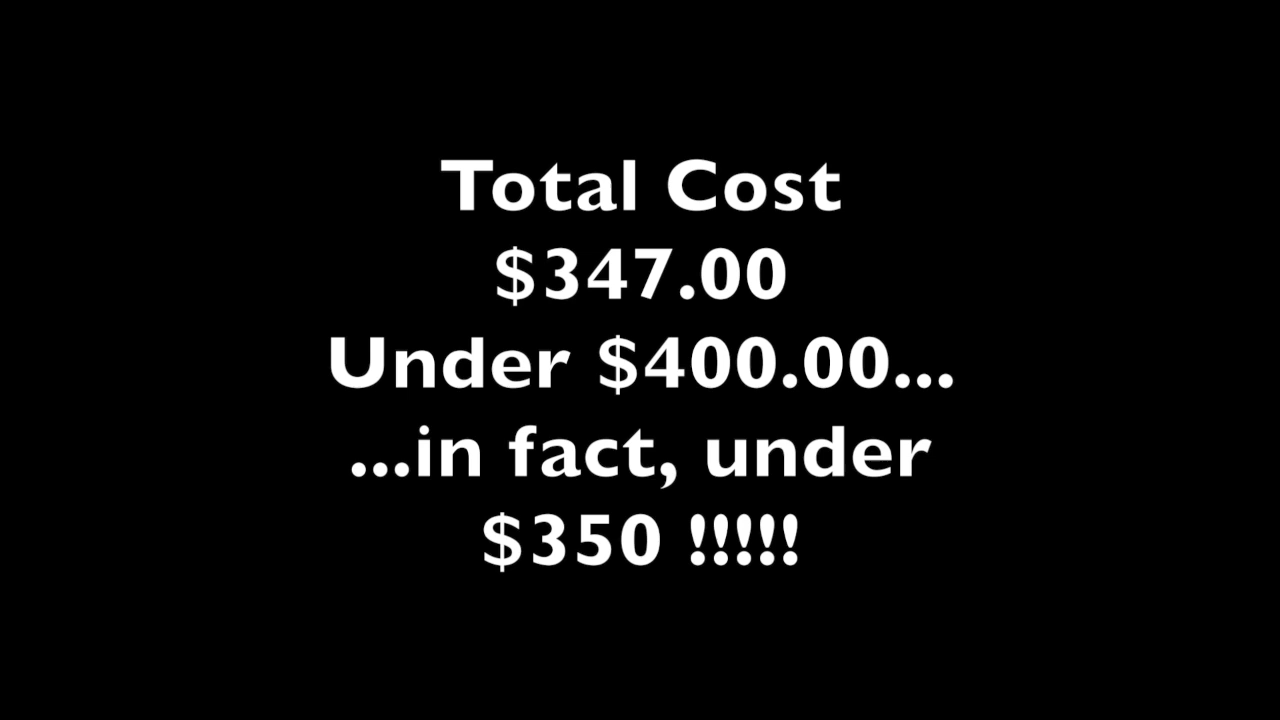 Total Cost
$347.00
Under $400.00...
...in fact, under
$350 !!!!!